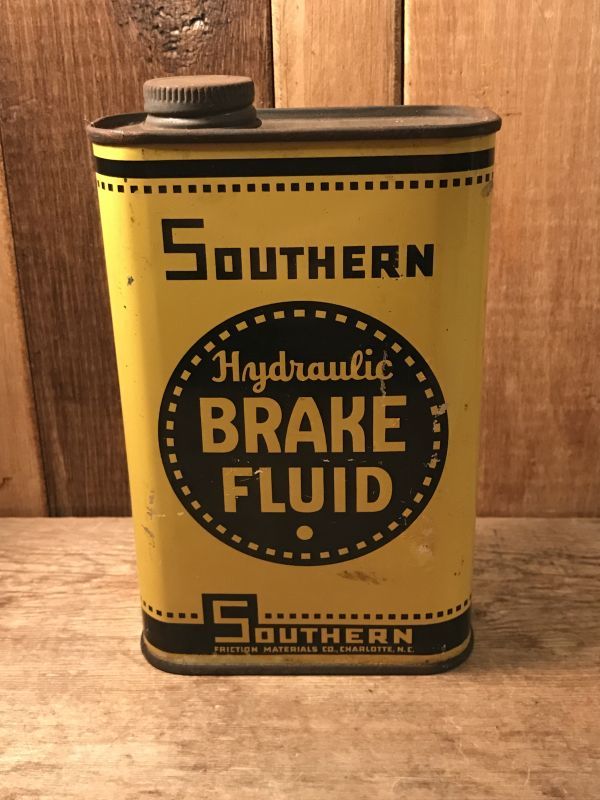 SOUTHERN
Hydraulic
BRAKE
FLUID
SOUTHERN
FRICTION MATERIALS CO., CHARLOTTE, N.C.